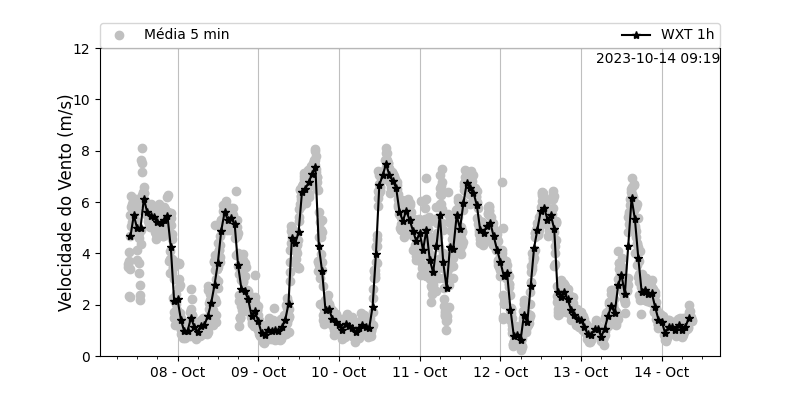 Média 5 min
WXT 1h
2023-10-14 09:19
Velocidade do Vento (m/s)
12
10
8
6
4
2
0
08 - Oct
09 - Oct
10 - Oct
11 - Oct
12 - Oct
13 - Oct
14 - Oct